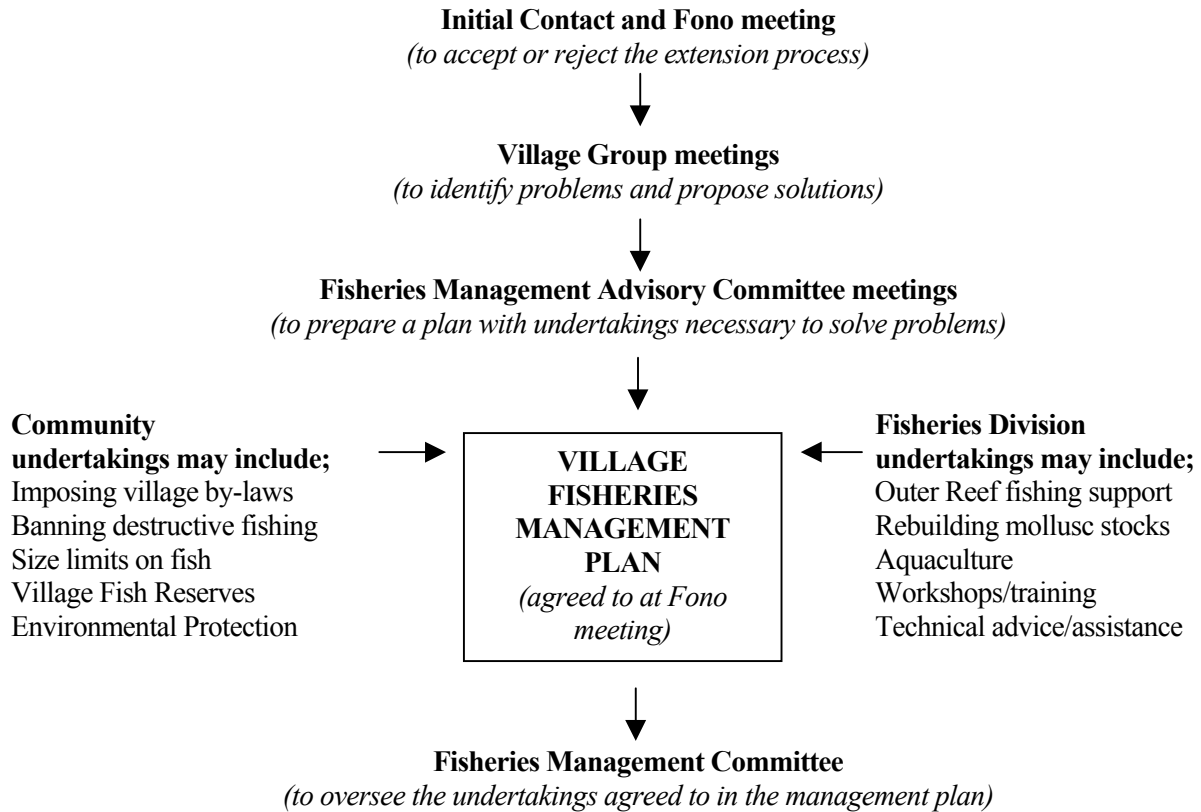 Initial Contact and Fono meeting
(to accept or reject the extension process)
Village Group meetings
(to identify problems and propose solutions)
Fisheries Management Advisory Committee meetings
(to prepare a plan with undertakings necessary to solve problems)
Community
undertakings may include;
Imposing village by-laws
Banning destructive fishing
Size limits on fish
Village Fish Reserves
Environmental Protection
VILLAGE
FISHERIES
MANAGEMENT
PLAN
(agreed to at Fono
meeting)
Fisheries Division
undertakings may include;
Outer Reef fishing support
Rebuilding mollusc stocks
Aquaculture
Workshops/training
Technical advice/assistance
Fisheries Management Committee
(to oversee the undertakings agreed to in the management plan)